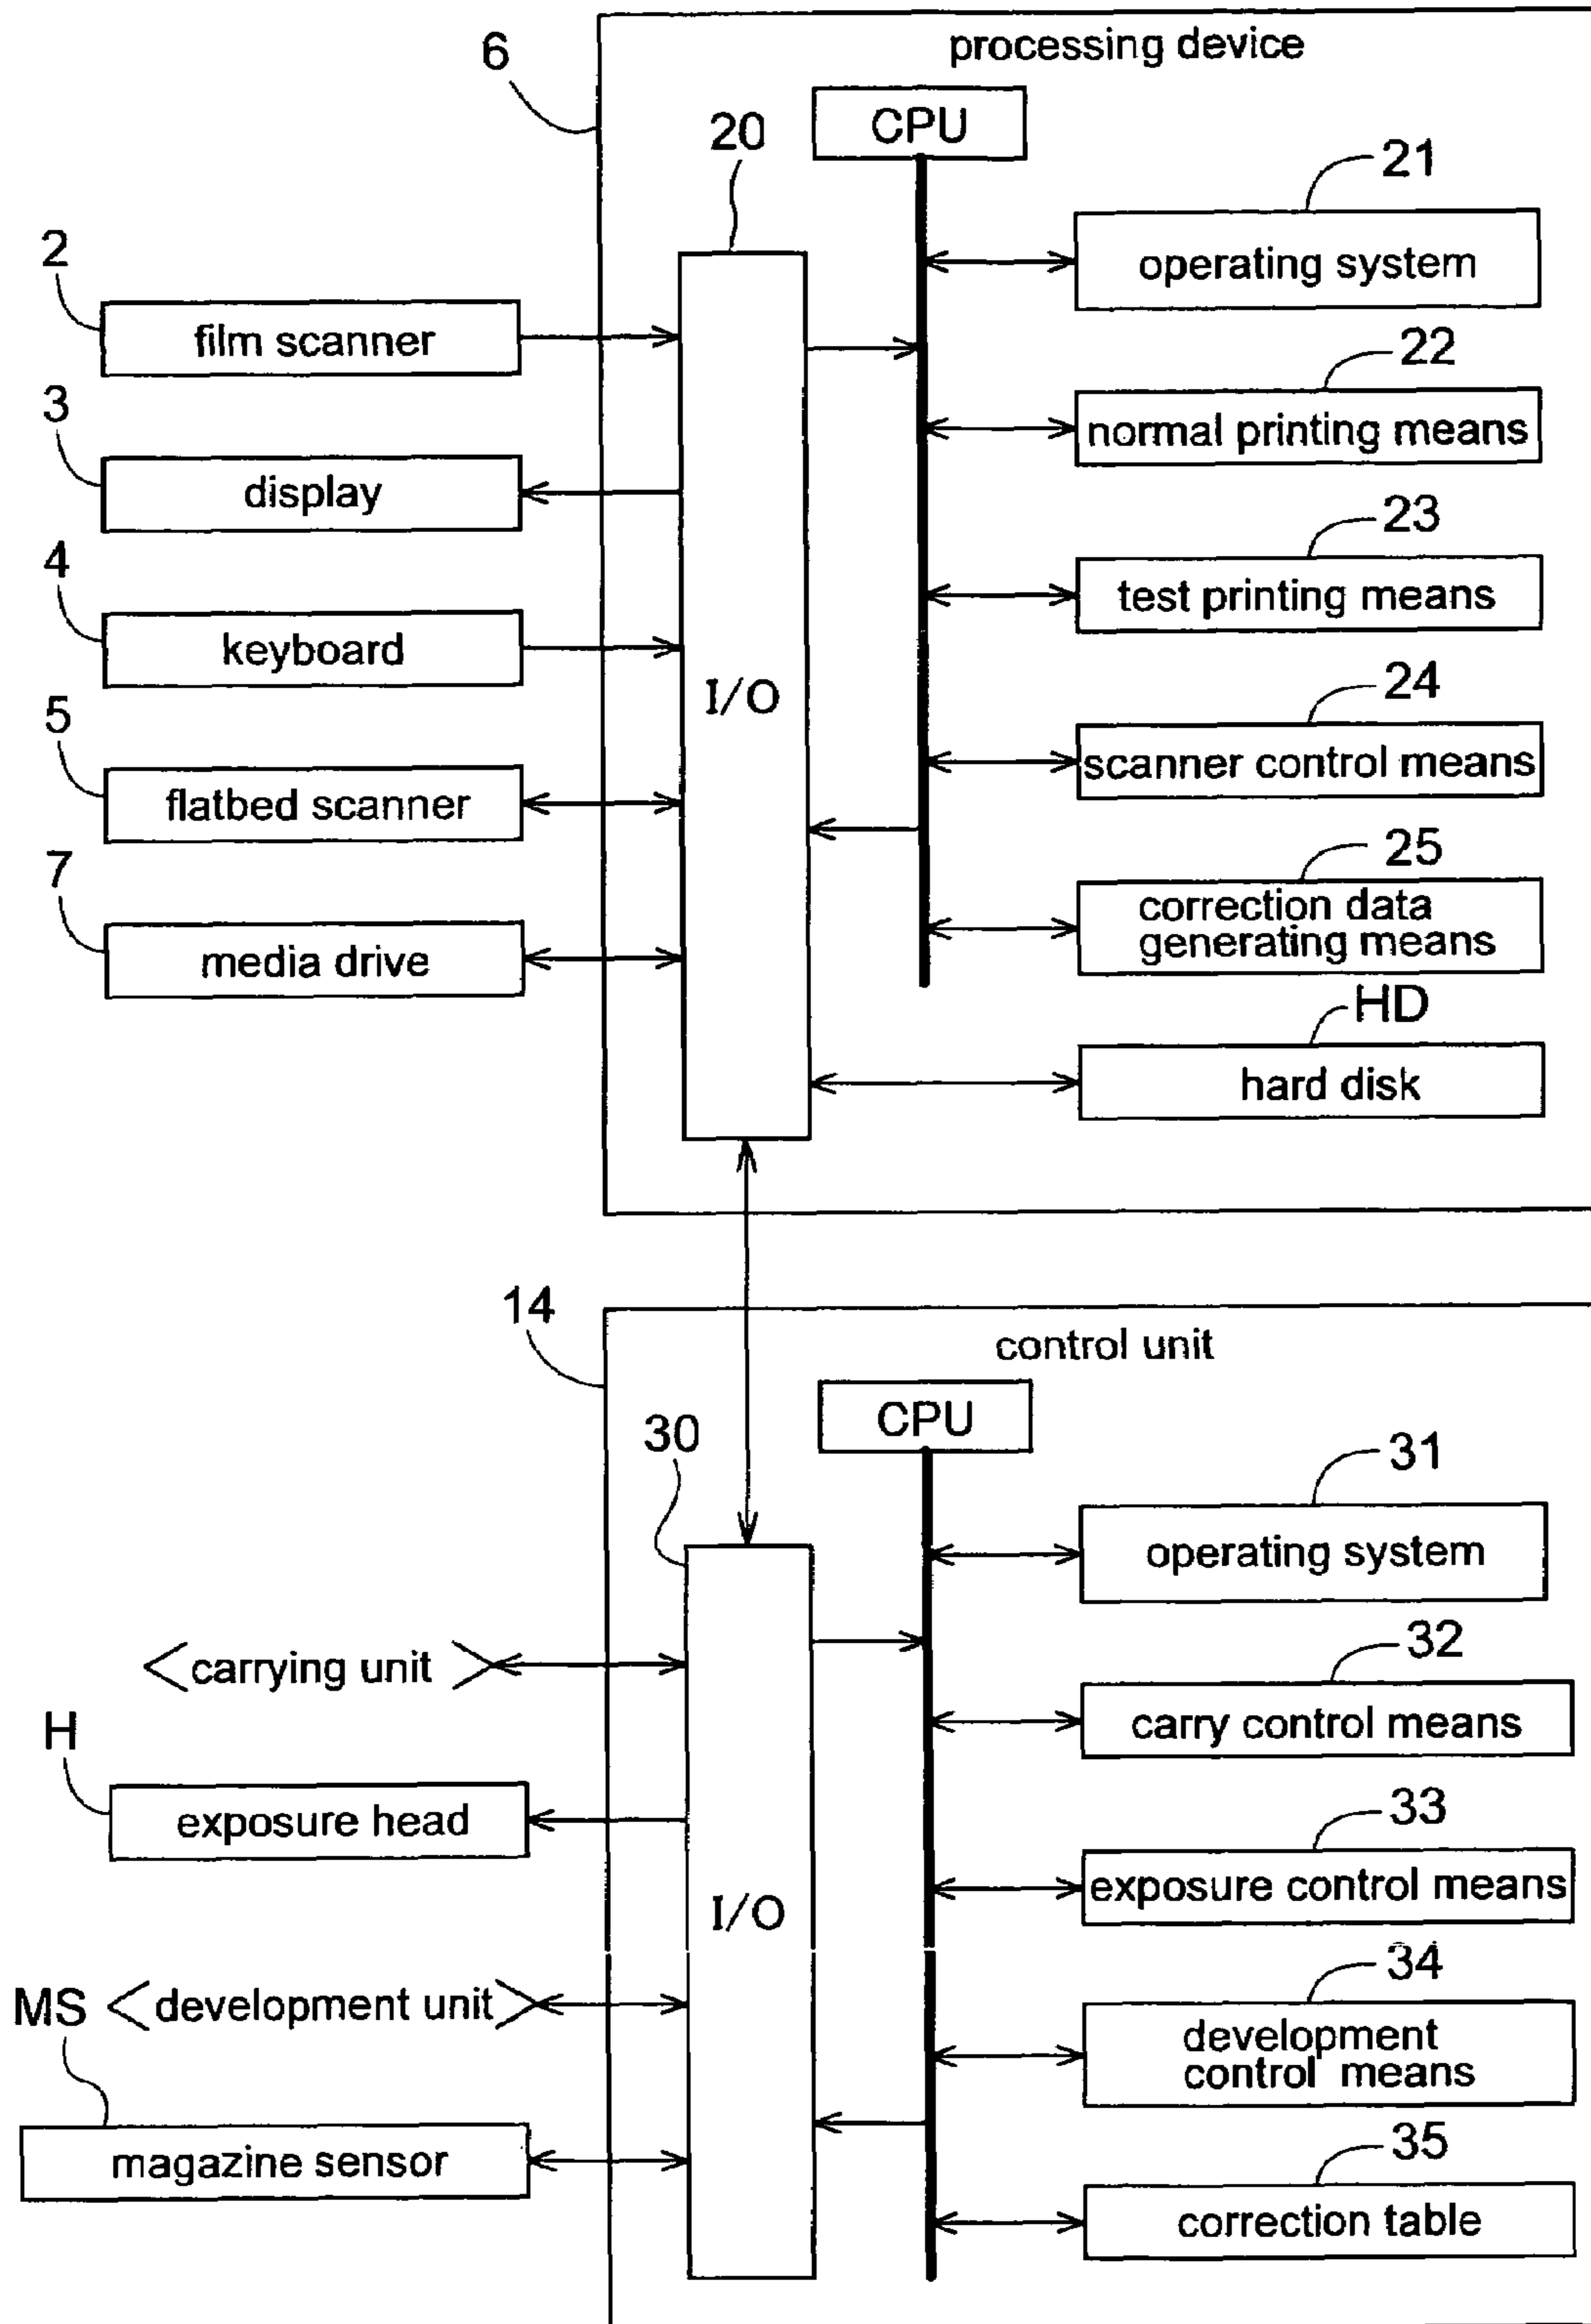 processing device
6
CPU
20
21
operating system
2
film scanner
22
normal printing means
3
display
23
test printing means
4
keyboard
I/O
24
scanner control means
5
flatbed scanner
25
correction data
generating means
7
media drive
HD
hard disk
14
control unit
CPU
30
31
operating system
carrying unit
32
carry control means
H
exposure head
33
exposure control means
I/O
MS
development unit
34
development
control means
magazine sensor
35
correction table